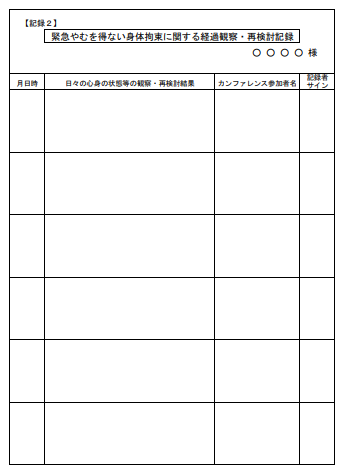 【記録２】
緊急やむを得ない身体拘束に関する経過観察・再検討記録
〇 〇 〇 〇 様
月日時 日々の心身の状態等の観察・再検討結果 カンファレンス参加者名 記録者
サイン